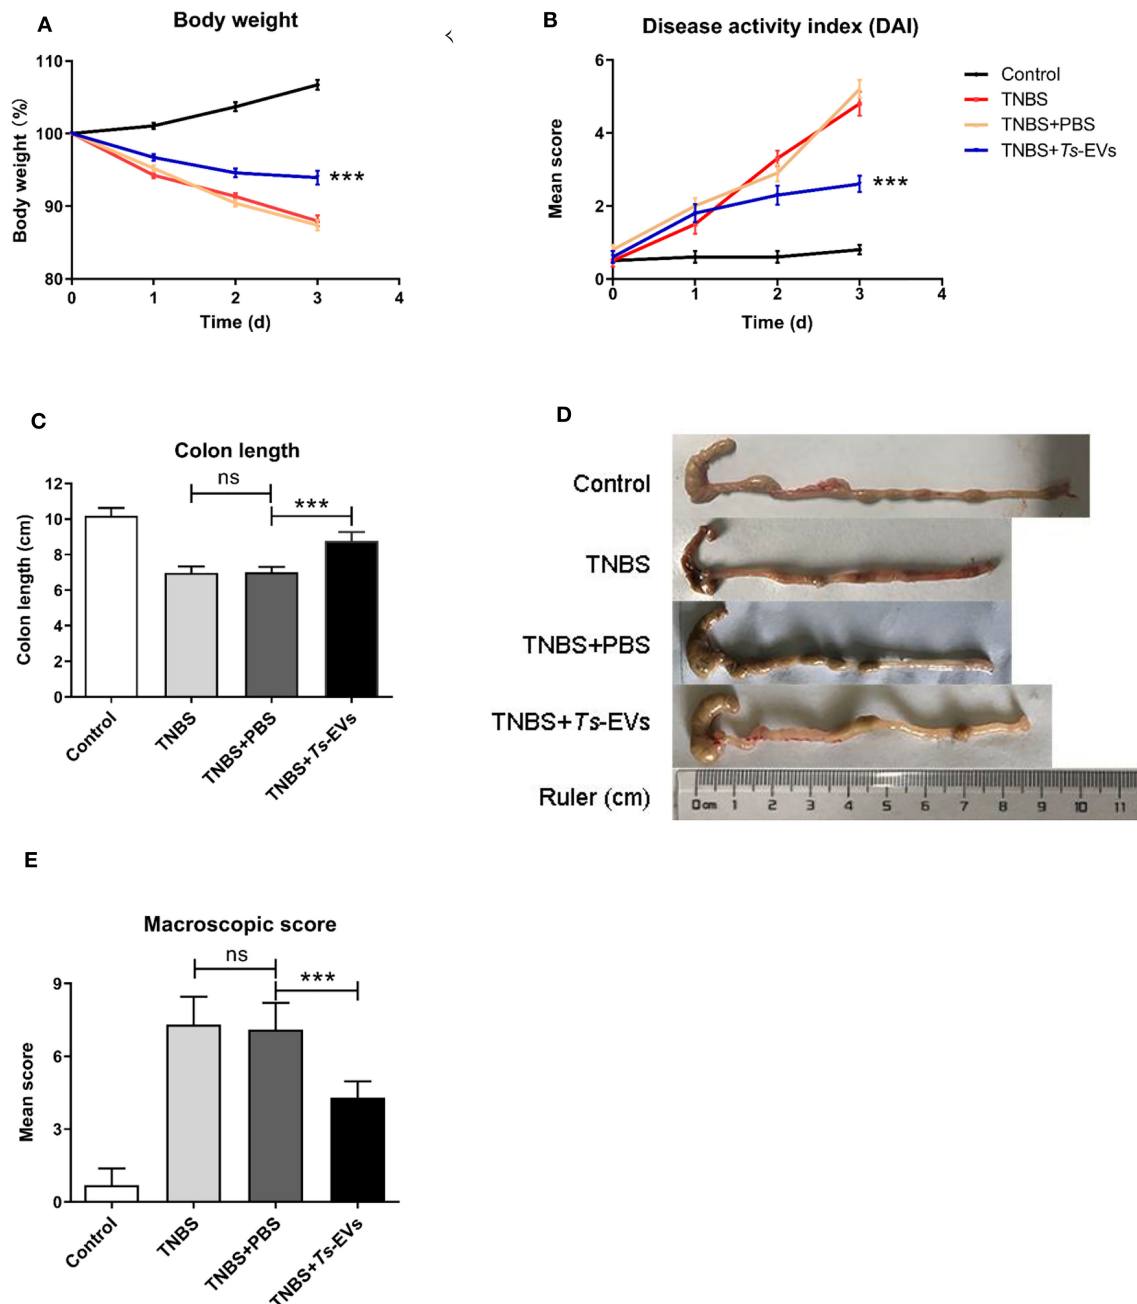 A
Body weight
Body weight (%)
110
100
90
80
0 1 2 3 4
Time (d)
***
<
B
Disease activity index (DAI)
Mean score
6
4
2
0
0 1 2 3 4
Time (d)
***
Control
TNBS
TNBS+PBS
TNBS+Ts-EVs
C
Colon length
ns
***
Colon length (cm)
12
10
8
6
4
2
0
Control
TNBS
TNBS+PBS
TNBS+Ts-EVs
D
Control
TNBS
TNBS+PBS
TNBS+Ts-EVs
Ruler (cm)
0cm 1 2 3 4 5 6 7 8 9 10 11
E
Macroscopic score
ns
***
Mean score
9
6
3
0
Control
TNBS
TNBS+PBS
TNBS+Ts-EVs